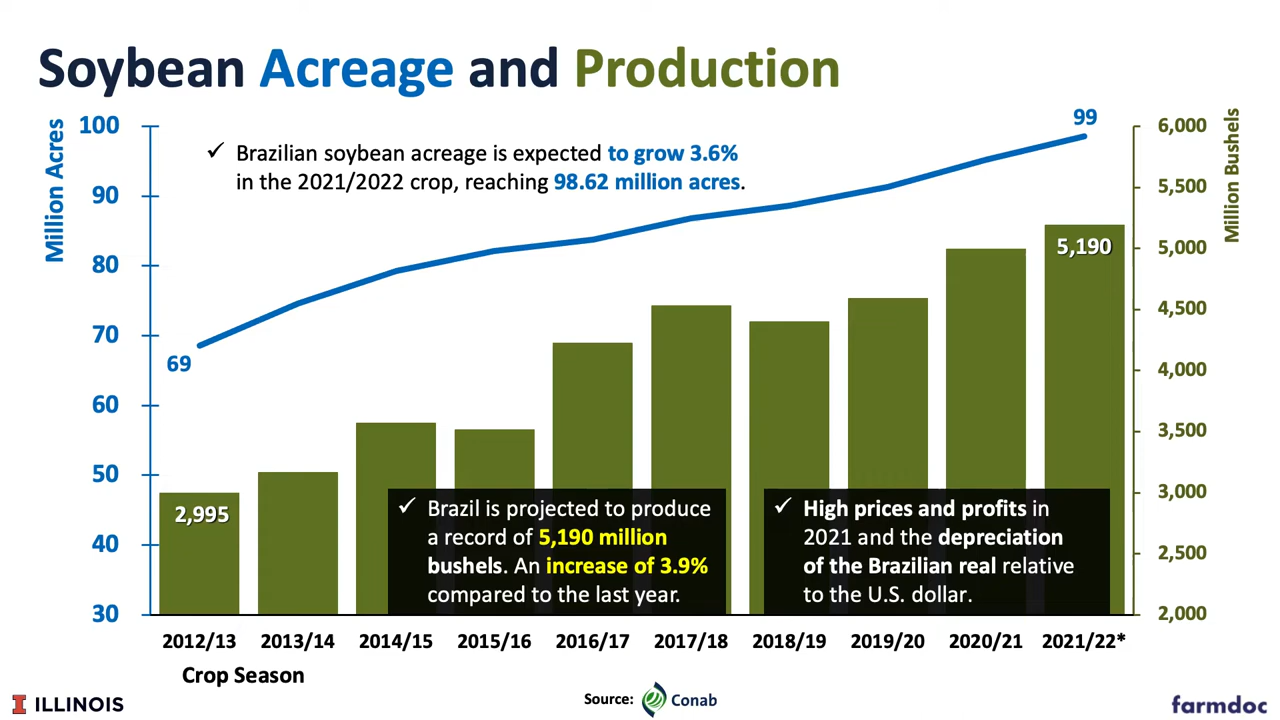 Soybean Acreage and Production
Million Acres
100
90
80
70
60
50
40
30
✓ Brazilian soybean acreage is expected to grow 3.6%
in the 2021/2022 crop, reaching 98.62 million acres.
69
99
2,995
5,190
Million Bushels
6,000
5,500
5,000
4,500
4,000
3,500
3,000
2,500
2,000
✓ Brazil is projected to produce
a record of 5,190 million
bushels. An increase of 3.9%
compared to the last year.
✓ High prices and profits in
2021 and the depreciation
of the Brazilian real relative
to the U.S. dollar.
2012/13 2013/14 2014/15 2015/16 2016/17 2017/18 2018/19 2019/20 2020/21 2021/22*
Crop Season
I ILLINOIS
Source: Conab
farmdoc